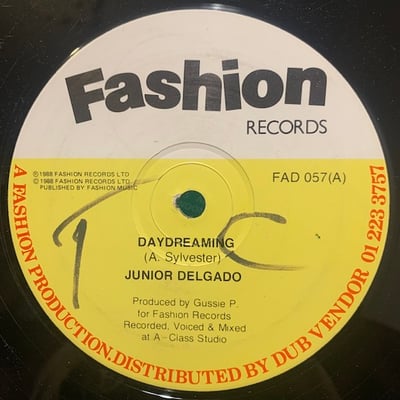 Fashion
RECORDS
℗1988 FASHION RECORDS LTD
©1988 FASHION RECORDS LTD
PUBLISHED BY FASHION MUSIC
FAD 057(A)
T C
DAYDREAMING
(A. Sylvester)
JUNIOR DELGADO
Produced by Gussie P.
for Fashion Records
Recorded, Voiced & Mixed
at A-Class Studio
A FASHION PRODUCTION.DISTRIBUTED BY DUB VENDOR 01 223 3757